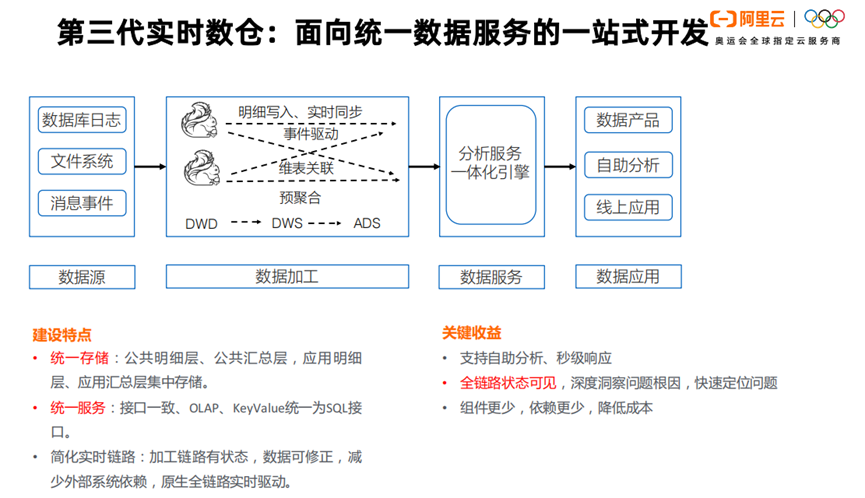 第三代实时数仓：面向统一数据服务的一站式开发
阿里云
奥运会全球指定云服务商
数据库日志
文件系统
消息事件
明细写入、实时同步
事件驱动
维表关联
预聚合
DWD
DWS
ADS
分析服务
一体化引擎
数据产品
自助分析
线上应用
数据源
数据加工
数据服务
数据应用
建设特点
• 统一存储：公共明细层、公共汇总层，应用明细
层、应用汇总层集中存储。
• 统一服务：接口一致、OLAP、KeyValue统一为SQL接
口。
• 简化实时链路：加工链路有状态，数据可修正，减
少外部系统依赖，原生全链路实时驱动。
关键收益
• 支持自助分析、秒级响应
• 全链路状态可见，深度洞察问题根因，快速定位问题
• 组件更少，依赖更少，降低成本